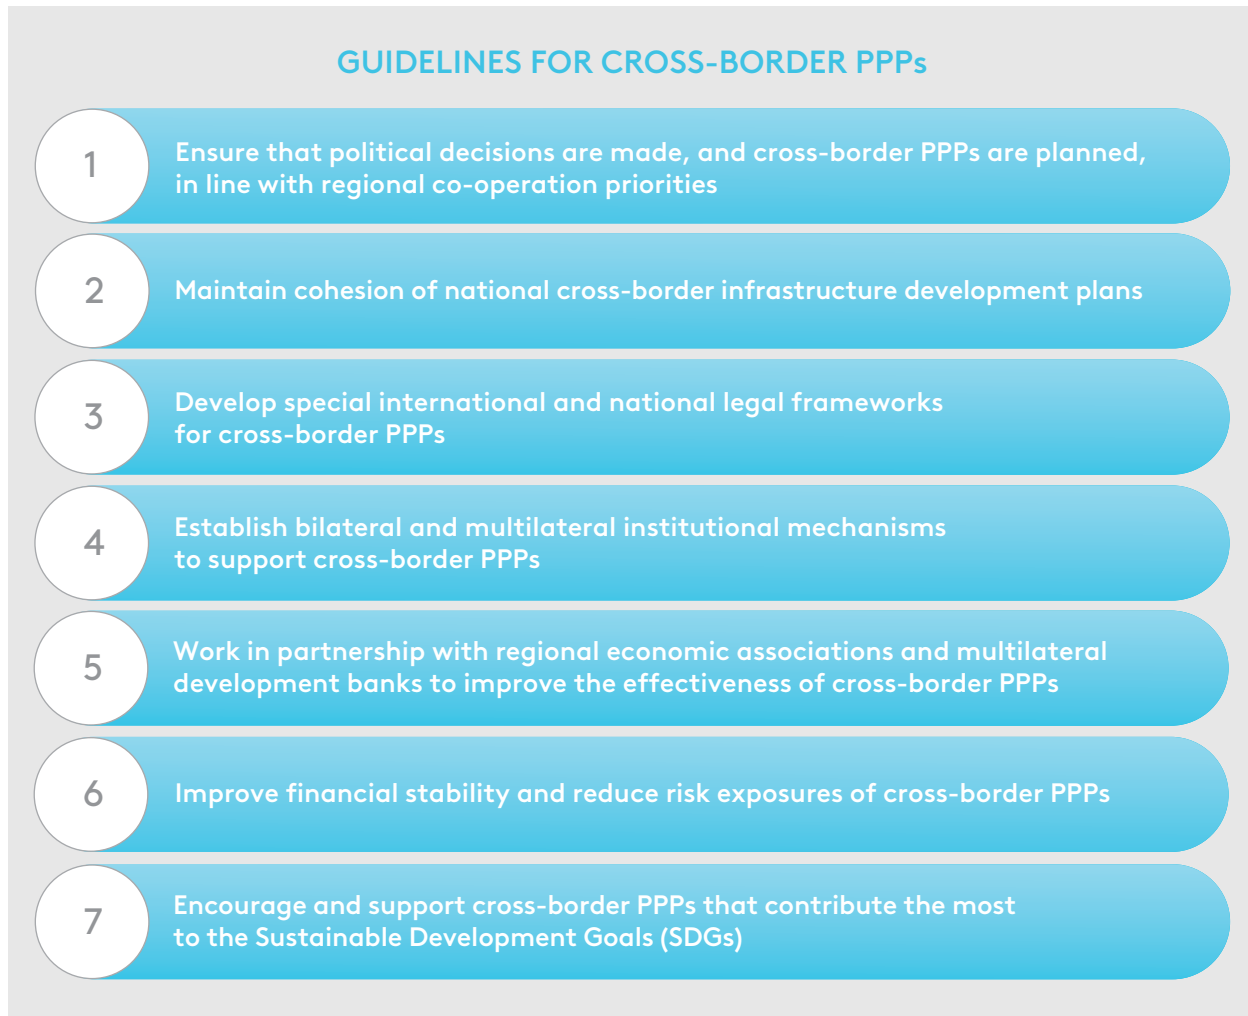 GUIDELINES FOR CROSS-BORDER PPPs
1
Ensure that political decisions are made, and cross-border PPPs are planned,
in line with regional co-operation priorities
2
Maintain cohesion of national cross-border infrastructure development plans
3
Develop special international and national legal frameworks
for cross-border PPPs
4
Establish bilateral and multilateral institutional mechanisms
to support cross-border PPPs
5
Work in partnership with regional economic associations and multilateral
development banks to improve the effectiveness of cross-border PPPs
6
Improve financial stability and reduce risk exposures of cross-border PPPs
7
Encourage and support cross-border PPPs that contribute the most
to the Sustainable Development Goals (SDGs)